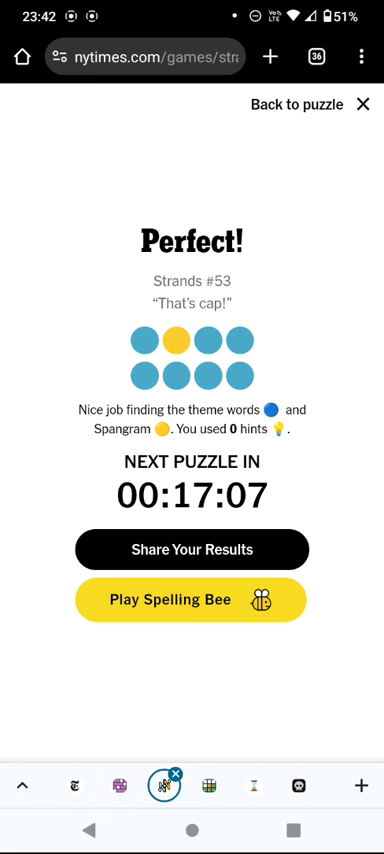 23:42
Vo) LTE
51%
nytimes.com/games/stra
36
Back to puzzle
Perfect!
Strands #53
“That’s cap!”
Nice job finding the theme words 🔵 and
Spangram 🟡. You used 0 hints 💡.
NEXT PUZZLE IN
00:17:07
Share Your Results
Play Spelling Bee